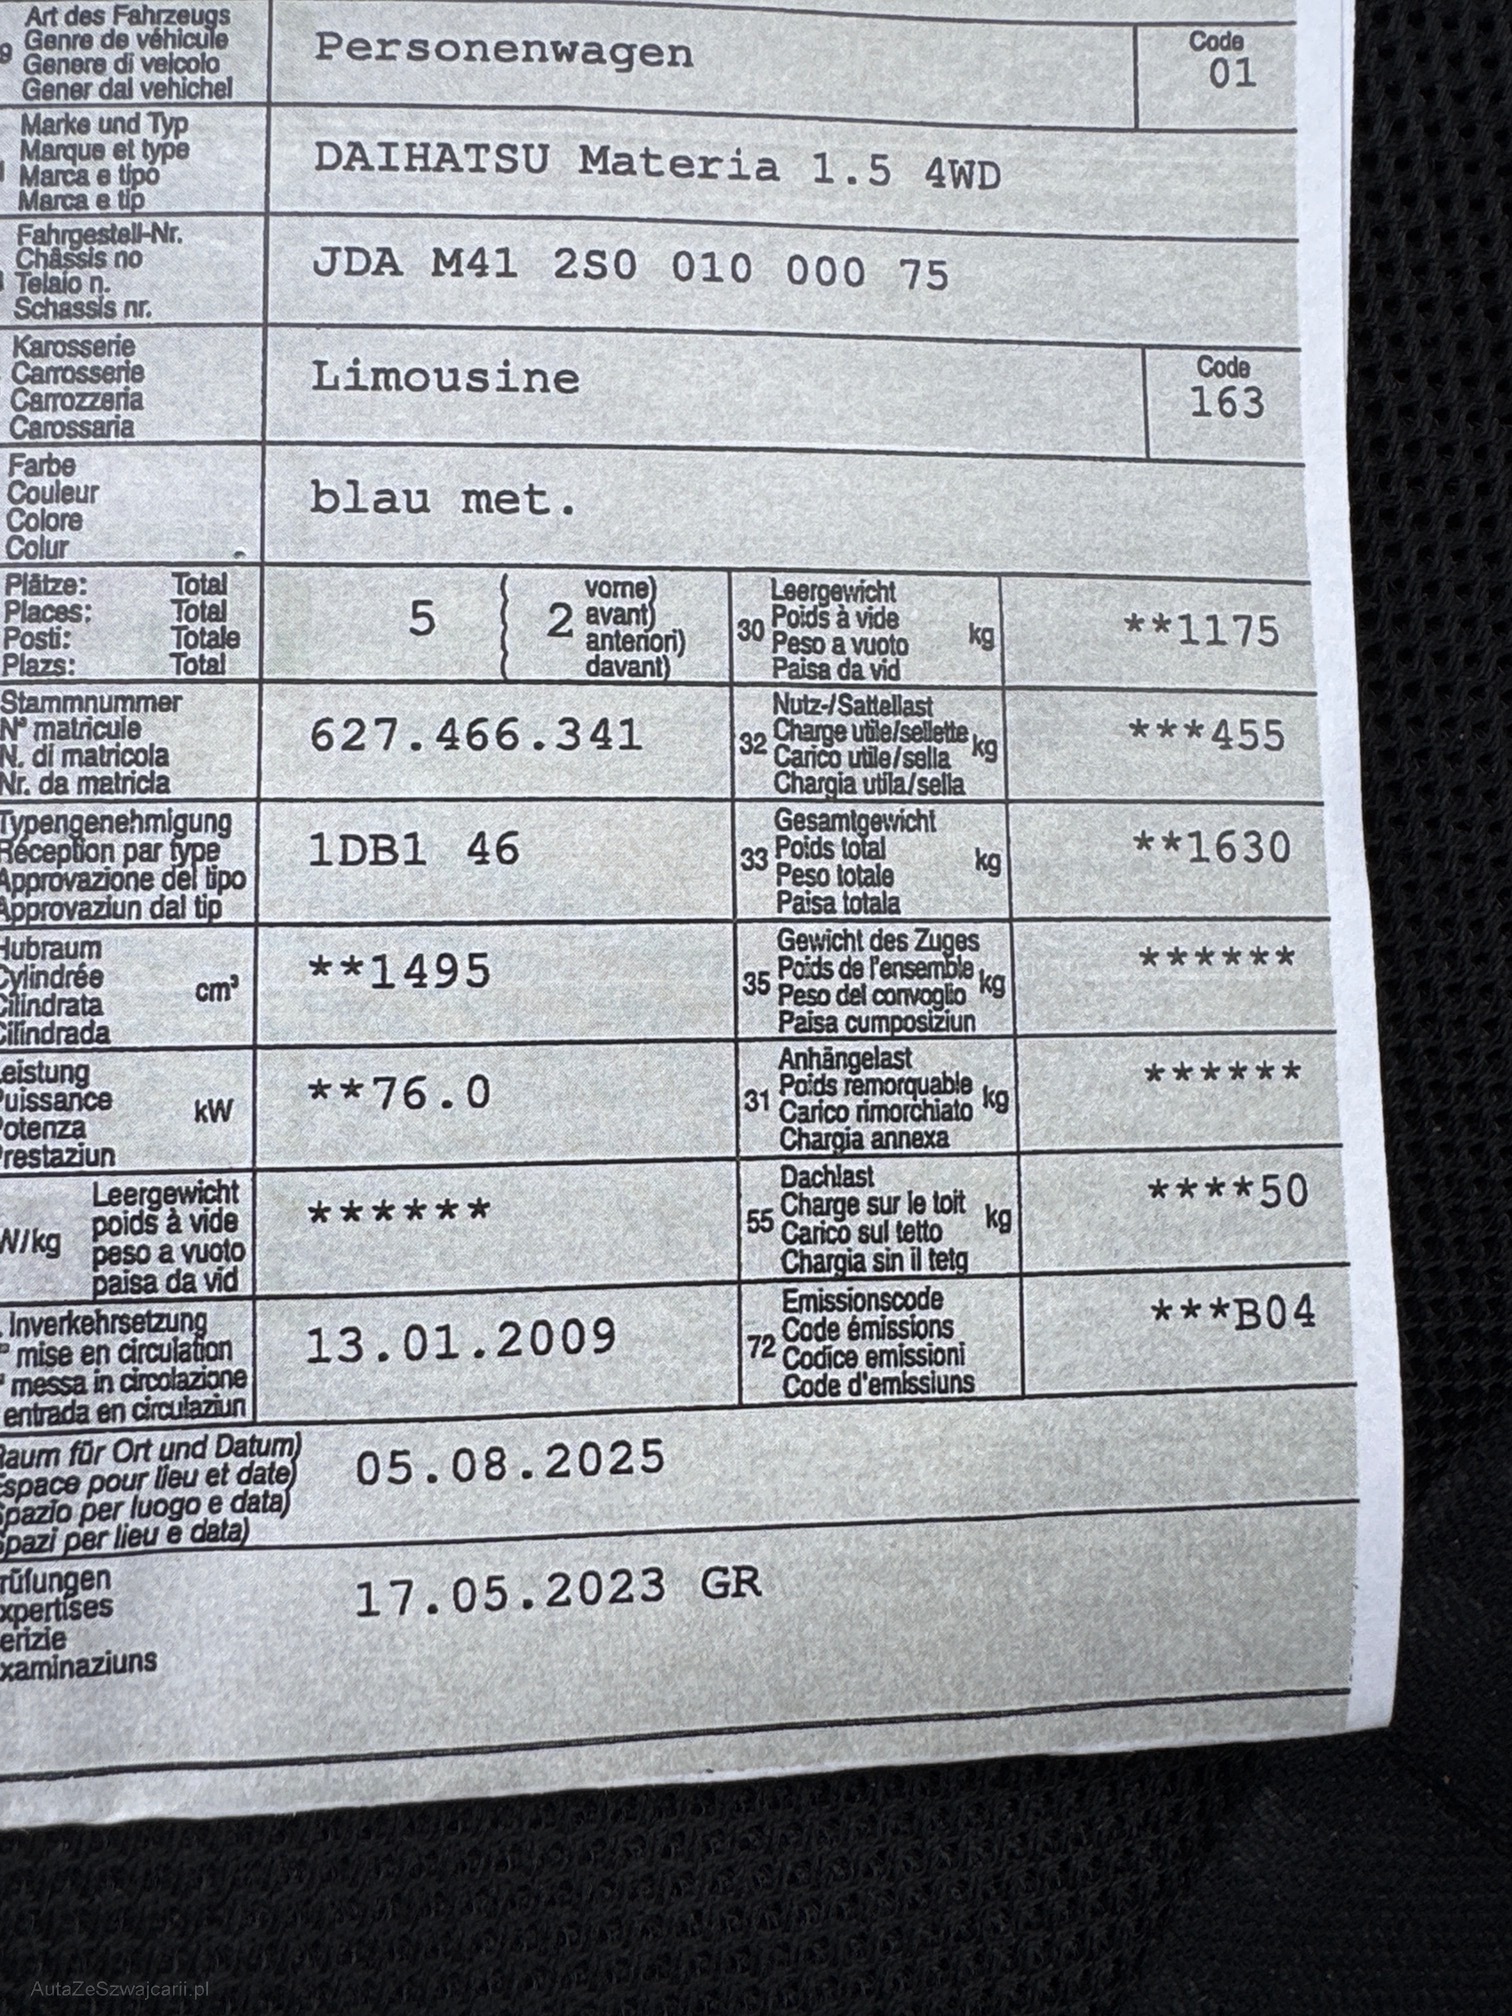 Art des Fahrzeugs
Genre de véhicule
Genere di veicolo
Gener dal vehichel
Personenwagen
Code
01
Marke und Typ
Marque et type
Marca e tipo
Marca e tip
DAIHATSU Materia 1.5 4WD
Fahrgestell-Nr.
Châssis no
Telaio n.
Schassis nr.
JDA M41 2S0 010 000 75
Karosserie
Carrosserie
Carrozzeria
Carossaria
Limousine
Code
163
Farbe
Couleur
Colore
Colur
blau met.
Plätze: Total
Places: Total
Posti: Totale
Plazs: Total
5
2
vorne)
avant)
anteriori)
davant)
30
Leergewicht
Poids à vide
Peso a vuoto
Paisa da vid
kg
**1175
Stammnummer
N° matricule
N. di matricola
Nr. da matricla
627.466.341
32
Nutz-/Sattellast
Charge utile/sellette
Carico utile/sella
Chargia utila/sella
kg
***455
Typengenehmigung
Réception par type
Approvazione del tipo
Approvaziun dal tip
1DB1 46
33
Gesamtgewicht
Poids total
Peso totale
Paisa totala
kg
**1630
Hubraum
Cylindrée
Cilindrata
Cilindrada
cm³
**1495
35
Gewicht des Zuges
Poids de l'ensemble
Peso del convoglio
Paisa cumposiziun
kg
******
eistung
uissance
otenza
restaziun
kW
**76.0
31
Anhängelast
Poids remorquable
Carico rimorchiato
Chargia annexa
kg
******
W/kg
Leergewicht
poids à vide
peso a vuoto
paisa da vid
******
55
Dachlast
Charge sur le toit
Carico sul tetto
Chargia sin il tetg
kg
****50
. Inverkehrsetzung
mise en circulation
messa in circolazione
entrada en circulaziun
13.01.2009
72
Emissionscode
Code émissions
Codice emissioni
Code d'emissiuns
***B04
Raum für Ort und Datum)
Espace pour lieu et date)
Spazio per luogo e data)
Spazi per lieu e data)
05.08.2025
rüfungen
xpertises
erizie
xaminaziuns
17.05.2023 GR
AutaZeSzwajcarii.pl